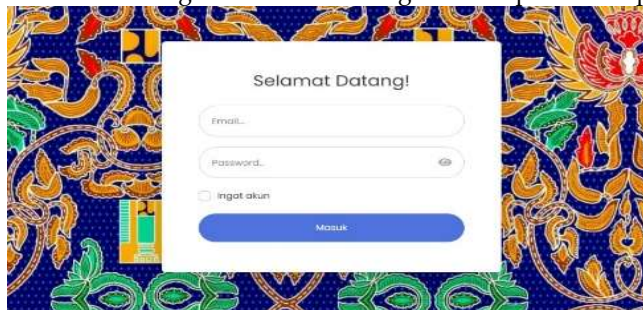 Selamat Datang!
Email...
Password...
Ingat akun
Masuk